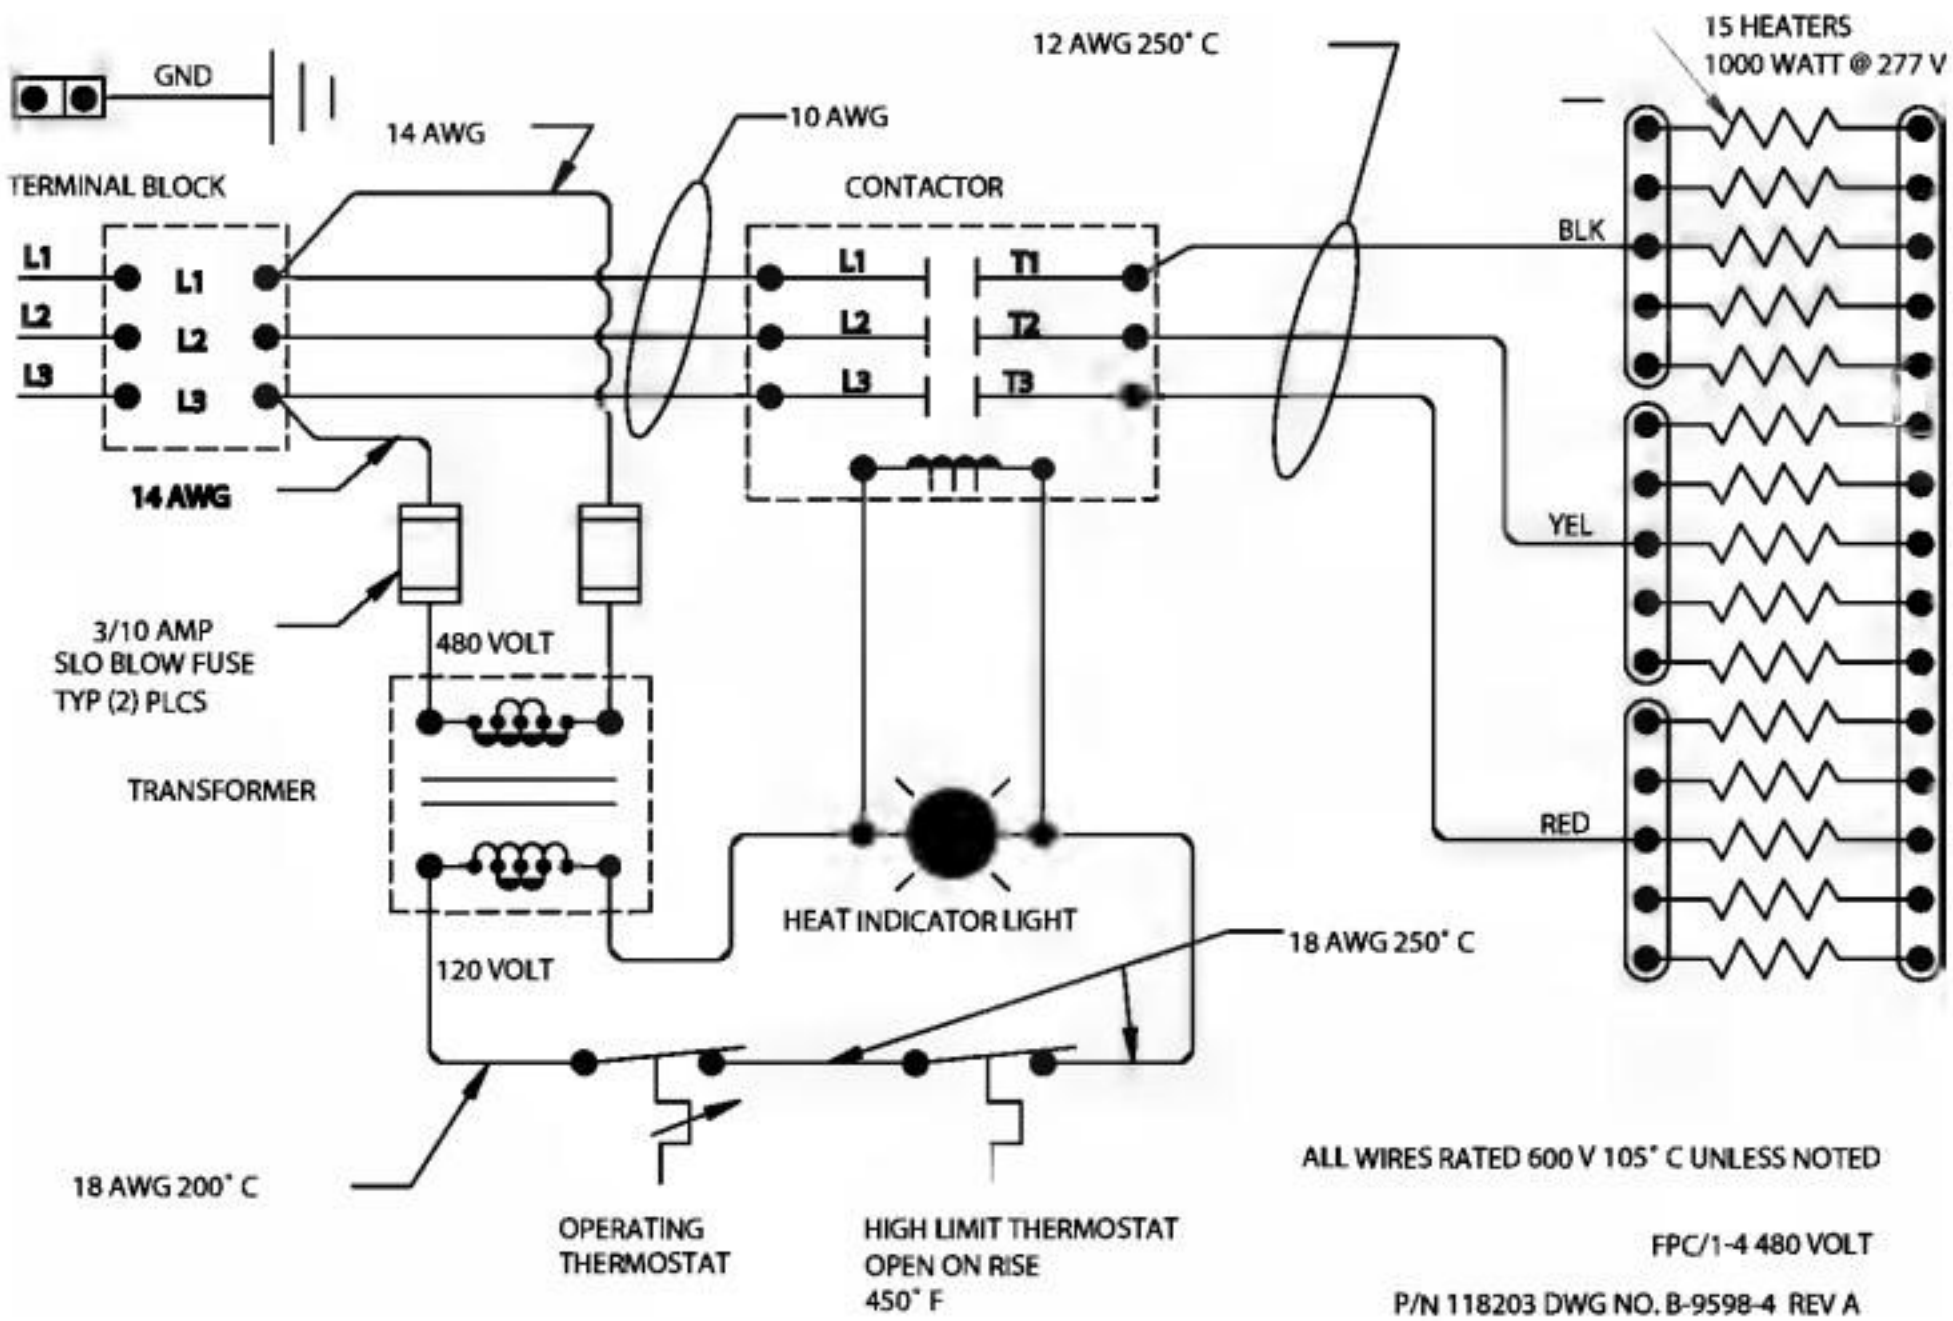 15 HEATERS
1000 WATT @ 277 V
12 AWG 250° C
GND
14 AWG
10 AWG
TERMINAL BLOCK
CONTACTOR
BLK
L1
L1
L1
T1
L2
L2
L2
T2
L3
L3
L3
T3
14 AWG
YEL
3/10 AMP
SLO BLOW FUSE
TYP (2) PLCS
480 VOLT
TRANSFORMER
RED
HEAT INDICATOR LIGHT
18 AWG 250° C
120 VOLT
18 AWG 200° C
OPERATING
THERMOSTAT
HIGH LIMIT THERMOSTAT
OPEN ON RISE
450° F
ALL WIRES RATED 600 V 105° C UNLESS NOTED
FPC/1-4 480 VOLT
P/N 118203 DWG NO. B-9598-4 REV A